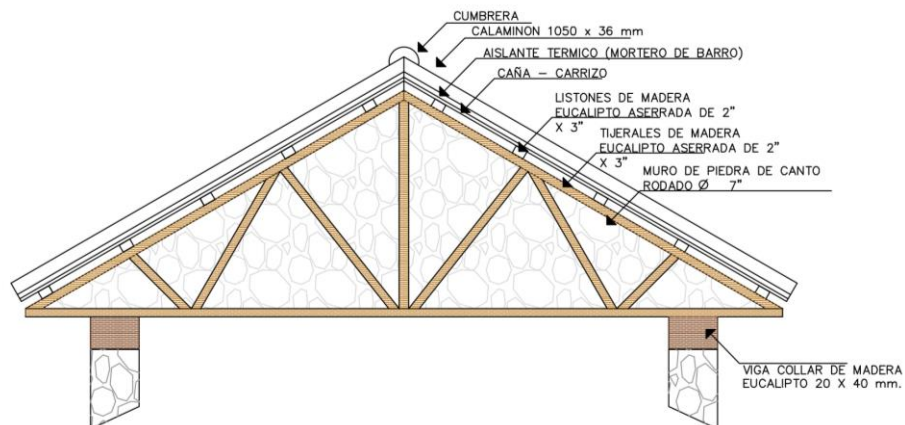 CUMBRERA
CALAMINON 1050 x 36 mm
AISLANTE TERMICO (MORTERO DE BARRO)
CAÑA – CARRIZO
LISTONES DE MADERA
EUCALIPTO ASERRADA DE 2"
X 3"
TIJERALES DE MADERA
EUCALIPTO ASERRADA DE 2"
X 3"
MURO DE PIEDRA DE CANTO
RODADO Ø 7"
VIGA COLLAR DE MADERA
EUCALIPTO 20 X 40 mm.